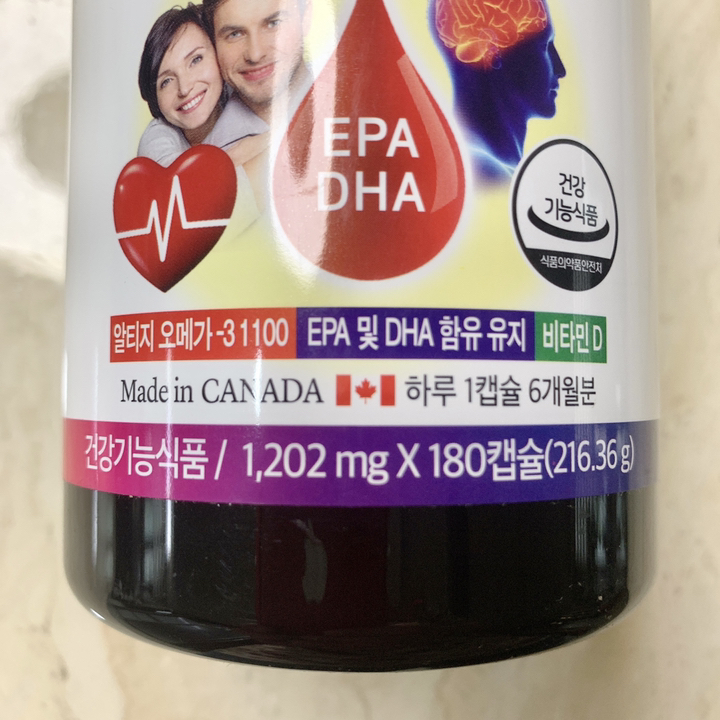 EPA
DHA
건강
기능식품
식품의약품안전처
알티지 오메가-3 1100 EPA 및 DHA 함유 유지 비타민 D
Made in CANADA 하루 1캡슐 6개월분
건강기능식품 / 1,202 mg X 180캡슐(216.36 g)